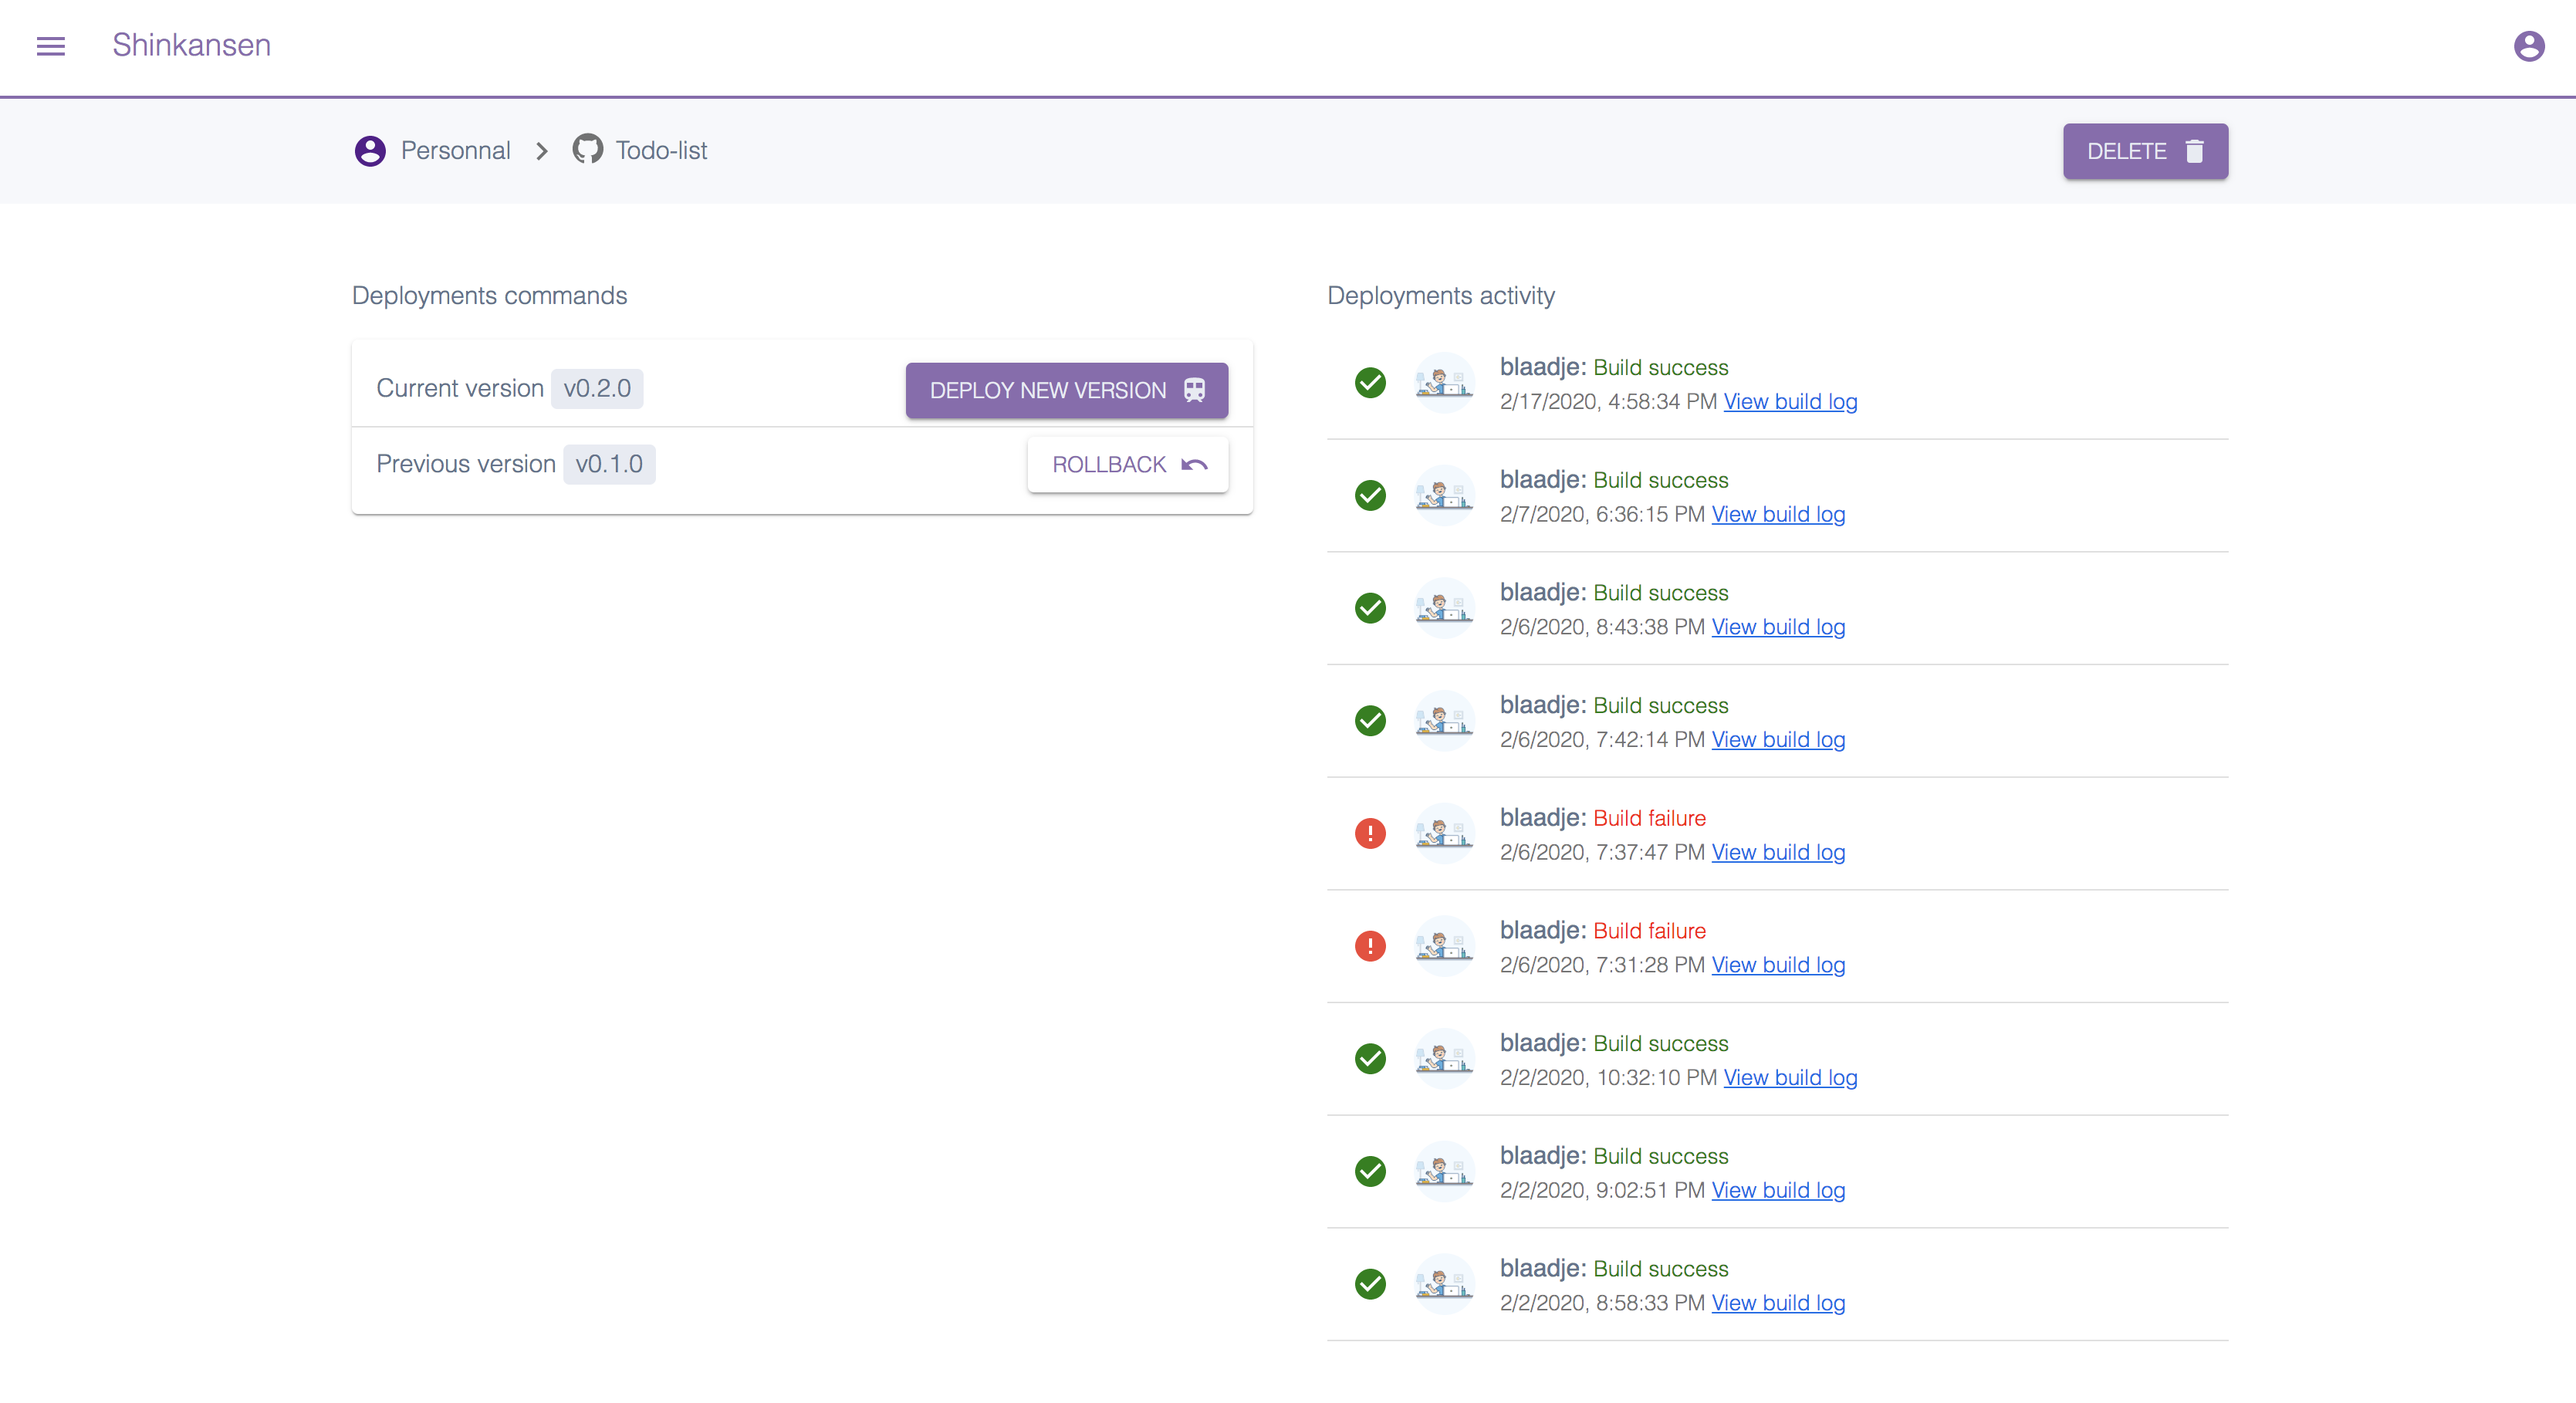 Shinkansen
Personnal
Todo-list
DELETE
Deployments commands
Current version v0.2.0
DEPLOY NEW VERSION
Previous version v0.1.0
ROLLBACK
Deployments activity
blaadje: Build success
2/17/2020, 4:58:34 PM View build log
blaadje: Build success
2/7/2020, 6:36:15 PM View build log
blaadje: Build success
2/6/2020, 8:43:38 PM View build log
blaadje: Build success
2/6/2020, 7:42:14 PM View build log
blaadje: Build failure
2/6/2020, 7:37:47 PM View build log
blaadje: Build failure
2/6/2020, 7:31:28 PM View build log
blaadje: Build success
2/2/2020, 10:32:10 PM View build log
blaadje: Build success
2/2/2020, 9:02:51 PM View build log
blaadje: Build success
2/2/2020, 8:58:33 PM View build log